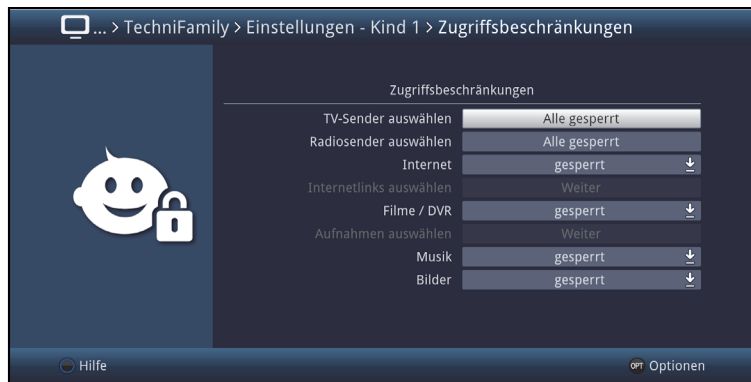 ... > TechniFamily > Einstellungen - Kind 1 > Zugriffsbeschränkungen
Zugriffsbeschränkungen
TV-Sender auswählen Alle gesperrt
Radiosender auswählen Alle gesperrt
Internet gesperrt
Internetlinks auswählen Weiter
Filme / DVR gesperrt
Aufnahmen auswählen Weiter
Musik gesperrt
Bilder gesperrt
Hilfe OPT Optionen